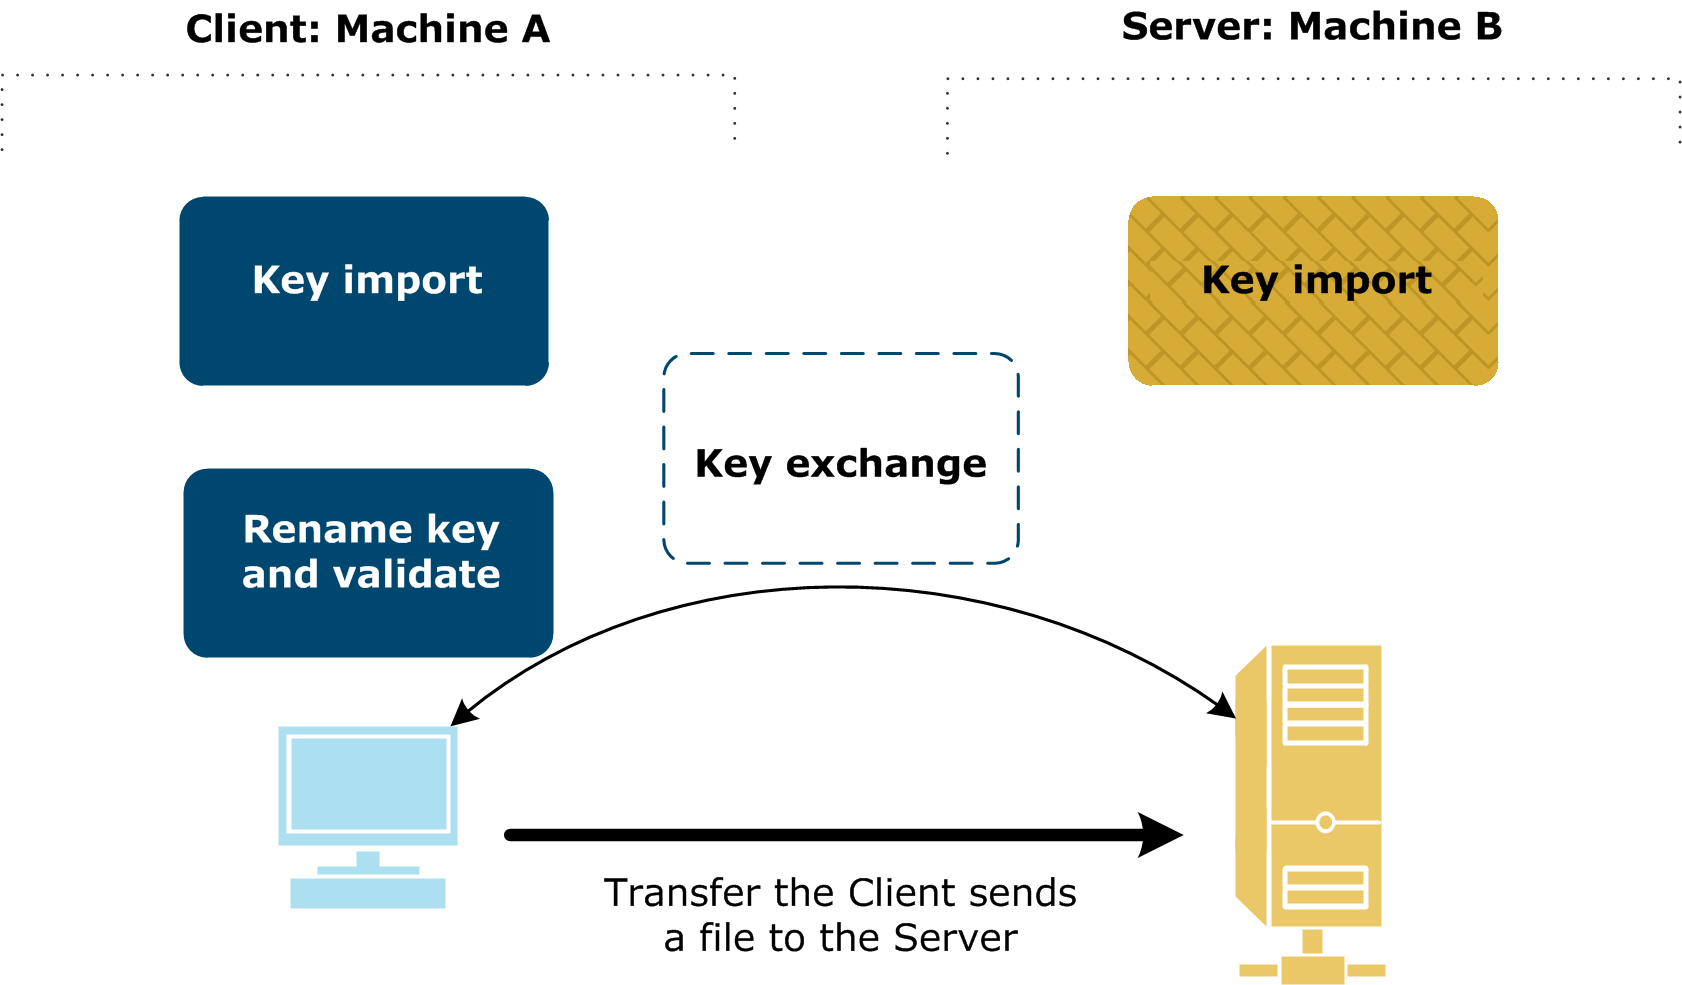 Client: Machine A
Server: Machine B
Key import
Key import
Key exchange
Rename key
and validate
Transfer the Client sends
a file to the Server